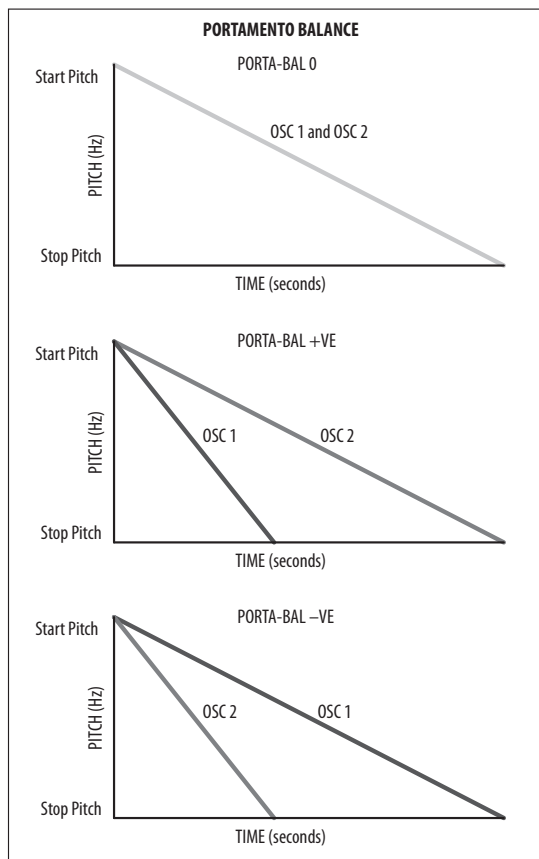 PORTAMENTO BALANCE
PORTA-BAL 0
Start Pitch
OSC 1 and OSC 2
PITCH (Hz)
Stop Pitch
TIME (seconds)
PORTA-BAL +VE
Start Pitch
OSC 1
OSC 2
PITCH (Hz)
Stop Pitch
TIME (seconds)
PORTA-BAL –VE
Start Pitch
OSC 2
OSC 1
PITCH (Hz)
Stop Pitch
TIME (seconds)